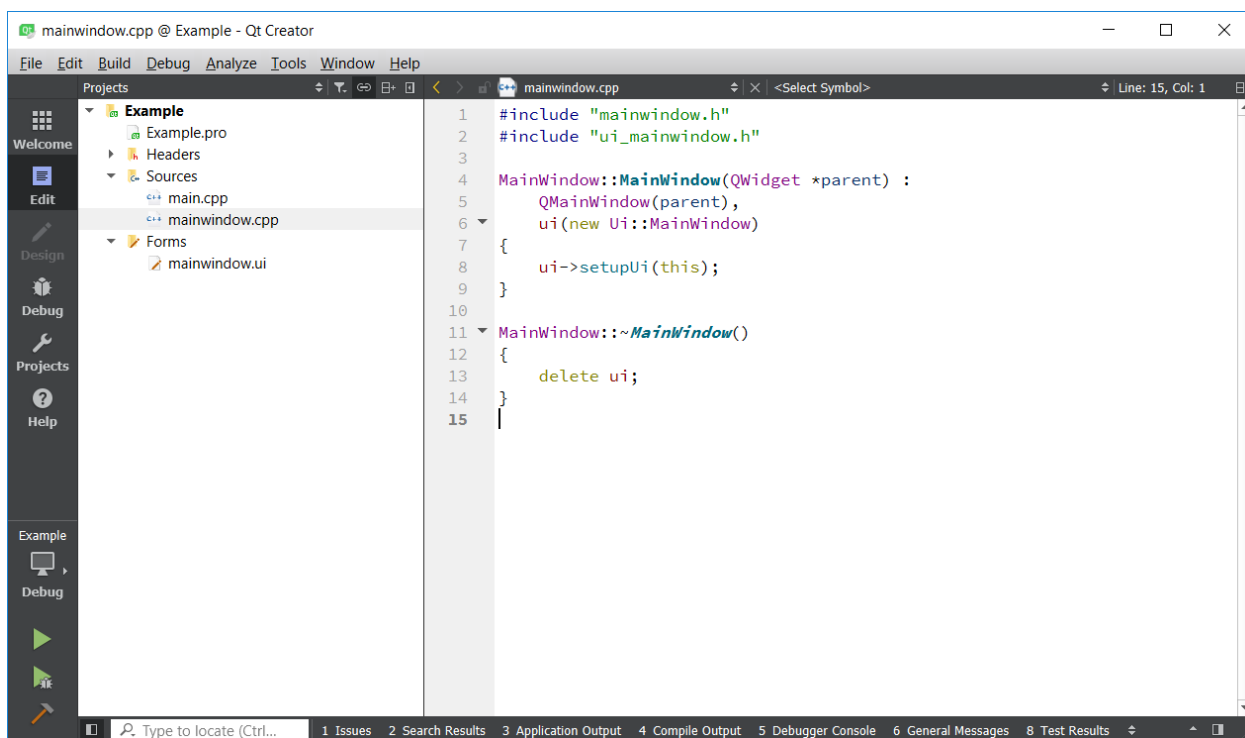 mainwindow.cpp @ Example - Qt Creator
File Edit Build Debug Analyze Tools Window Help
Projects
mainwindow.cpp
<Select Symbol>
Line: 15, Col: 1
Welcome
Edit
Design
Debug
Projects
Help
Example
Debug
Example
Example.pro
Headers
Sources
main.cpp
mainwindow.cpp
Forms
mainwindow.ui
1 #include "mainwindow.h"
2 #include "ui_mainwindow.h"
3
4 MainWindow::MainWindow(QWidget *parent) :
5     QMainWindow(parent),
6     ui(new Ui::MainWindow)
7 {
8     ui->setupUi(this);
9 }
10
11 MainWindow::~MainWindow()
12 {
13     delete ui;
14 }
15
Type to locate (Ctrl...
1 Issues 2 Search Results 3 Application Output 4 Compile Output 5 Debugger Console 6 General Messages 8 Test Results